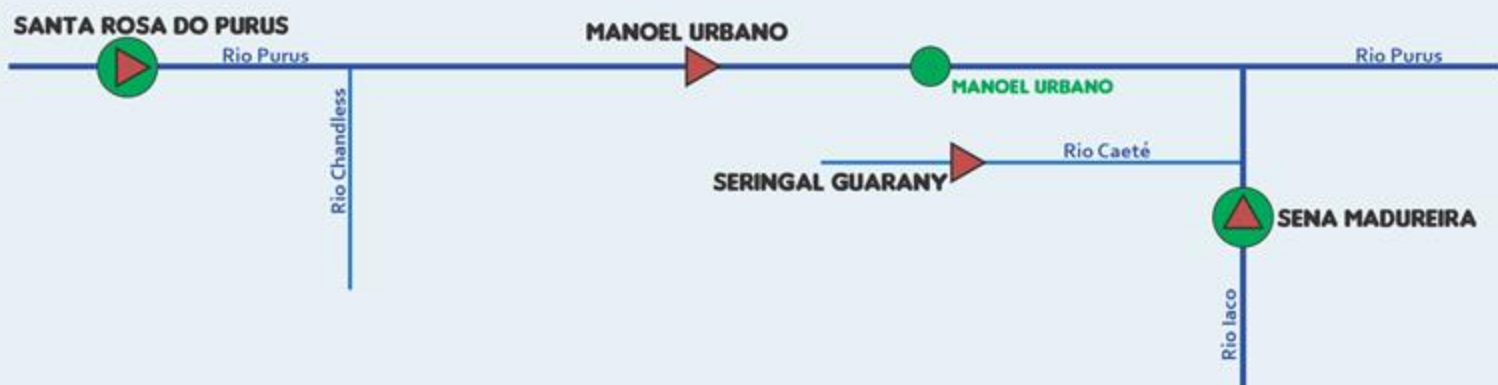 SANTA ROSA DO PURUS
MANOEL URBANO
Rio Purus
Rio Purus
MANOEL URBANO
Rio Chandless
Rio Caeté
SERINGAL GUARANY
SENA MADUREIRA
Rio Iaco